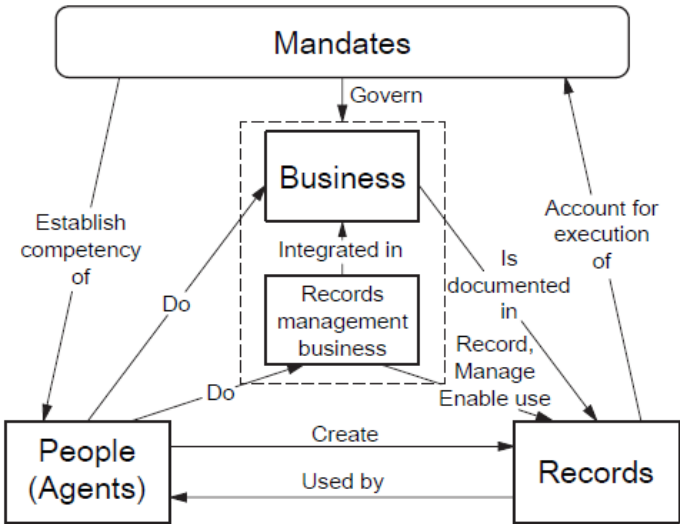 Mandates
Govern
Business
Establish
competency
of
Account for
execution
of
Integrated in
Is
documented
in
Do
Records
management
business
Record,
Manage
Enable use
Do
People
(Agents)
Create
Used by
Records